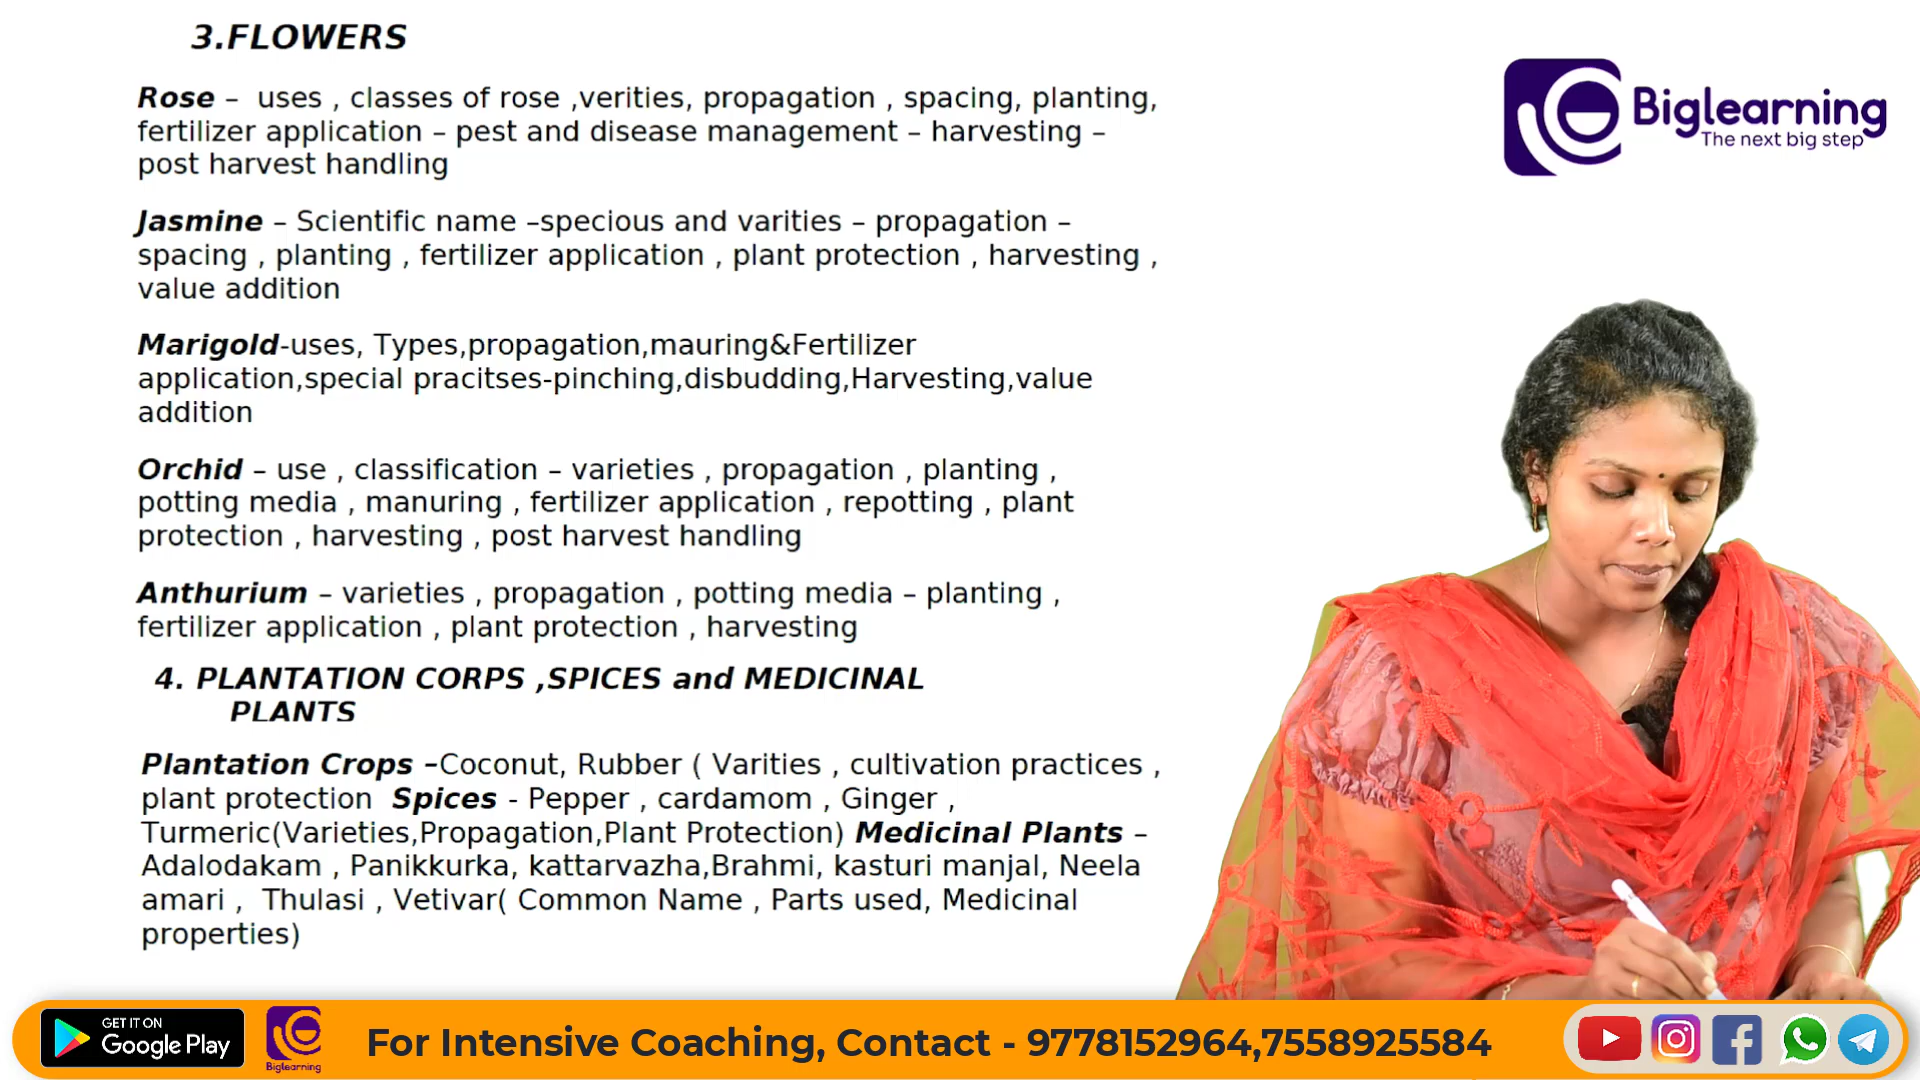 3.FLOWERS
Rose – uses , classes of rose ,verities, propagation , spacing, planting,
fertilizer application – pest and disease management – harvesting –
post harvest handling
Jasmine – Scientific name –specious and varities – propagation –
spacing , planting , fertilizer application , plant protection , harvesting ,
value addition
Marigold-uses, Types,propagation,mauring&Fertilizer
application,special pracitses-pinching,disbudding,Harvesting,value
addition
Orchid – use , classification – varieties , propagation , planting ,
potting media , manuring , fertilizer application , repotting , plant
protection , harvesting , post harvest handling
Anthurium – varieties , propagation , potting media – planting ,
fertilizer application , plant protection , harvesting
4. PLANTATION CORPS ,SPICES and MEDICINAL
PLANTS
Plantation Crops –Coconut, Rubber ( Varities , cultivation practices ,
plant protection Spices - Pepper , cardamom , Ginger ,
Turmeric(Varieties,Propagation,Plant Protection) Medicinal Plants –
Adalodakam , Panikkurka, kattarvazha,Brahmi, kasturi manjal, Neela
amari , Thulasi , Vetivar( Common Name , Parts used, Medicinal
properties)
Biglearning
The next big step
GET IT ON
Google Play
Biglearning
For Intensive Coaching, Contact - 9778152964,7558925584